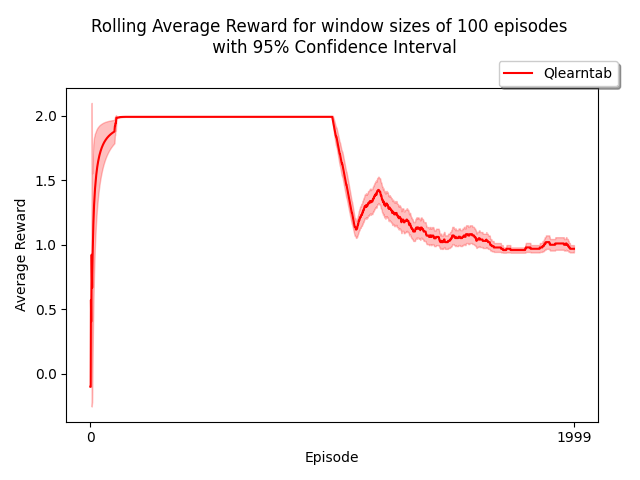 Rolling Average Reward for window sizes of 100 episodes
with 95% Confidence Interval
Qlearntab
Average Reward
2.0
1.5
1.0
0.5
0.0
0
1999
Episode